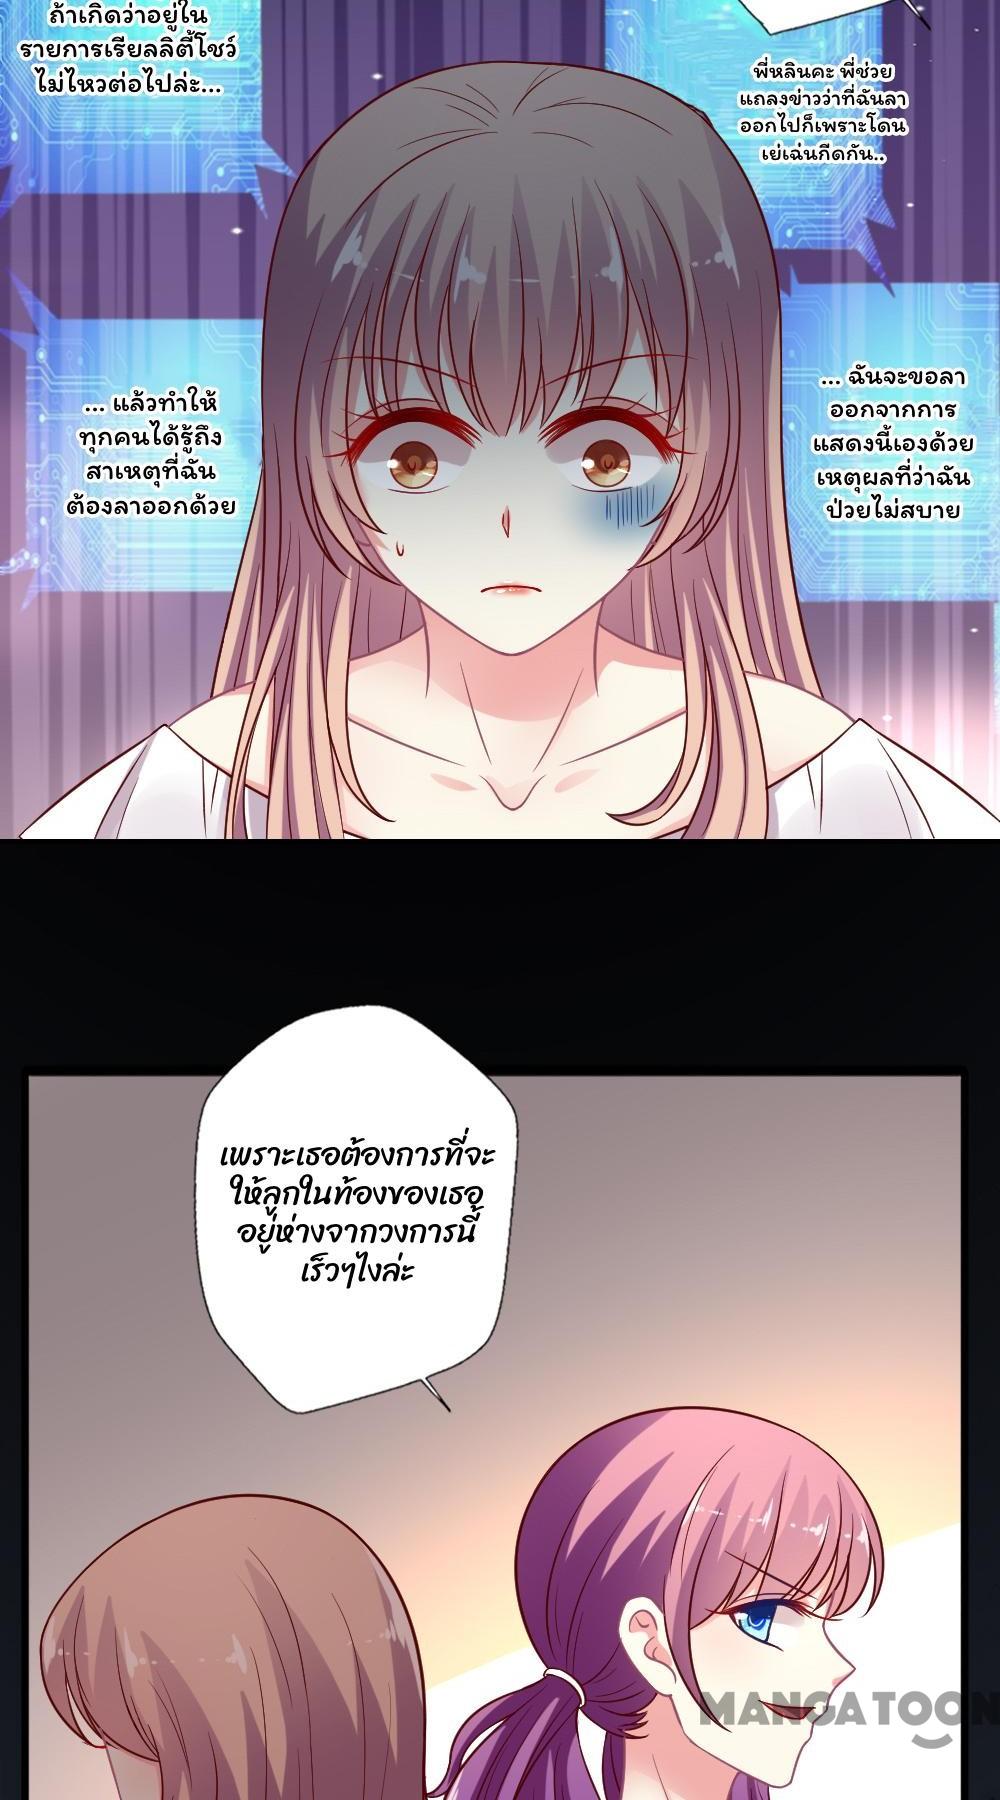 ถ้าเกิดว่าอยู่ใน
รายการเรียลลิตี้โชว์
ไม่ไหวต่อไปล่ะ...
พี่หลินคะ พี่ช่วย
แถลงข่าวว่าที่ฉันลา
ออกไปก็เพราะโดน
เย่เฉ่นกีดกัน..
... แล้วทำให้
ทุกคนได้รู้ถึง
สาเหตุที่ฉัน
ต้องลาออกด้วย
... ฉันจะขอลา
ออกจากการ
แสดงนี้เองด้วย
เหตุผลที่ว่าฉัน
ป่วยไม่สบาย
เพราะเธอต้องการที่จะ
ให้ลูกในท้องของเธอ
อยู่ห่างจากวงการนี้
เร็วๆไงล่ะ
MANGATOON